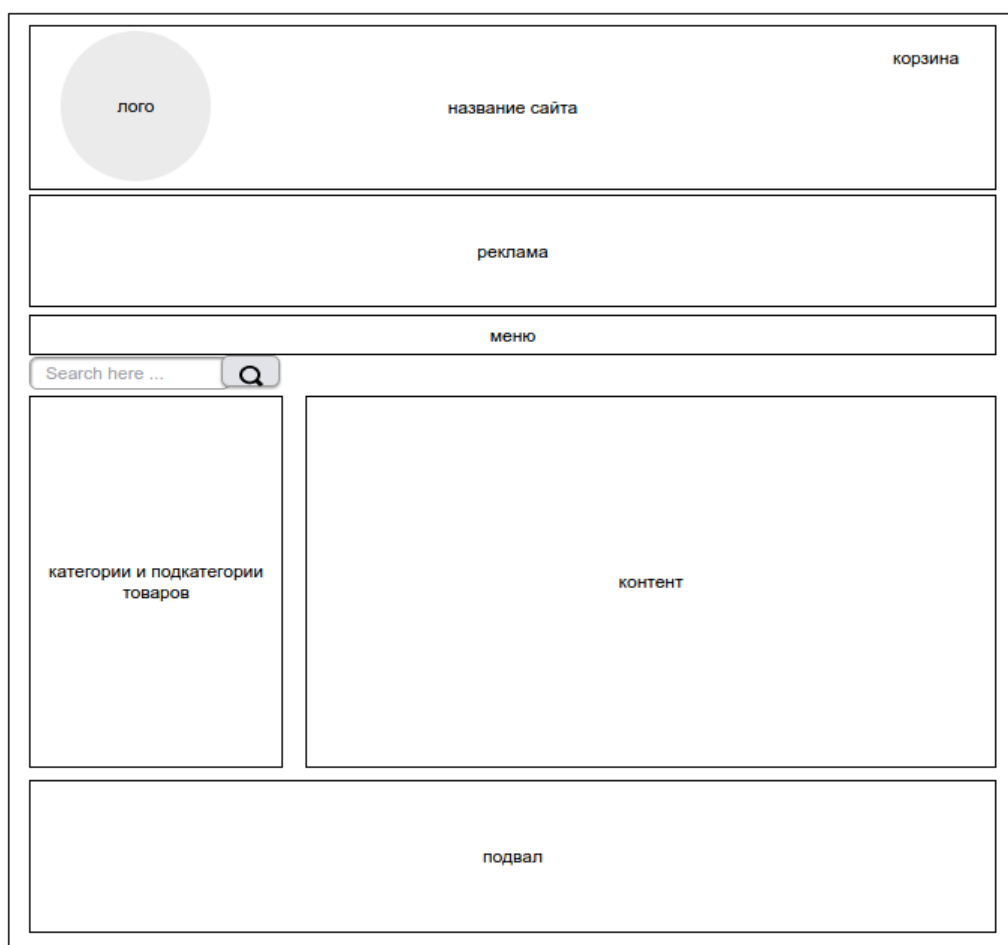 корзина
лого
название сайта
реклама
меню
Search here ...
категории и подкатегории
товаров
контент
подвал